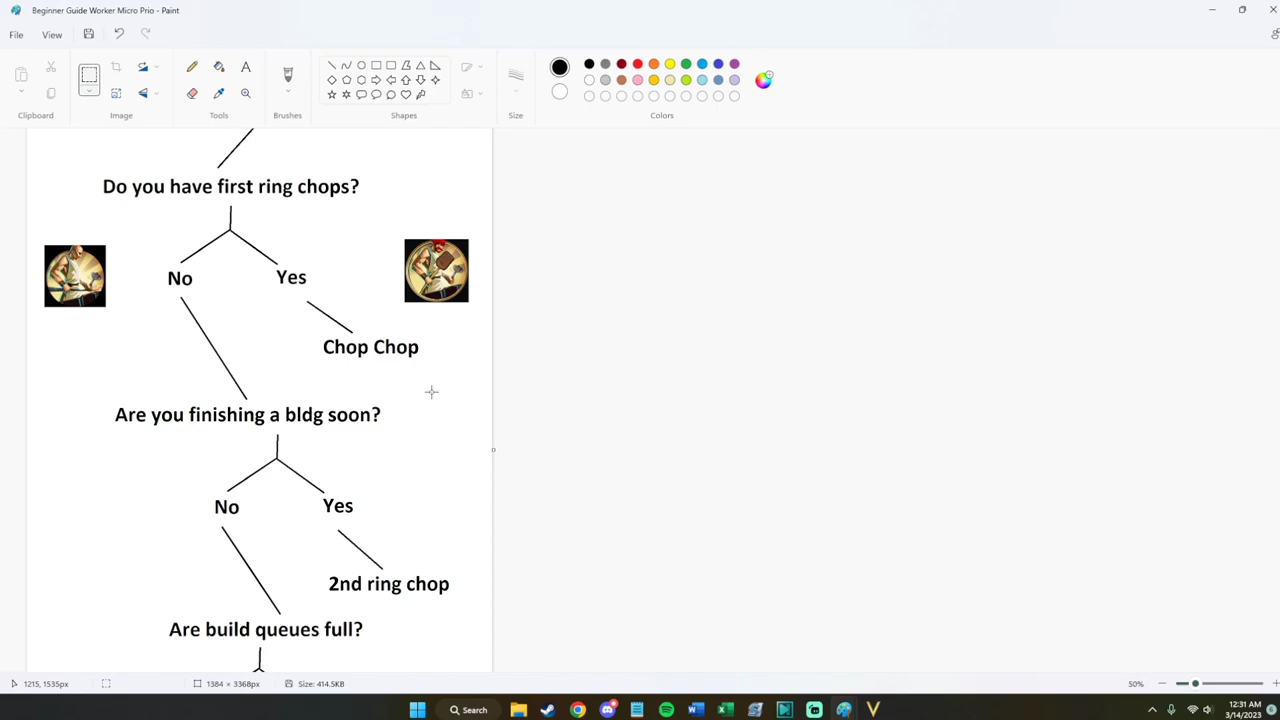 Beginner Guide Worker Micro Prio - Paint
File
View
Clipboard
Image
Tools
Brushes
Shapes
Size
Colors
Do you have first ring chops?
No
Yes
Chop Chop
Are you finishing a bldg soon?
No
Yes
2nd ring chop
Are build queues full?
1215, 1535px
1384 × 3368px
Size: 414.5KB
50%
Search
12:31 AM
3/14/2023